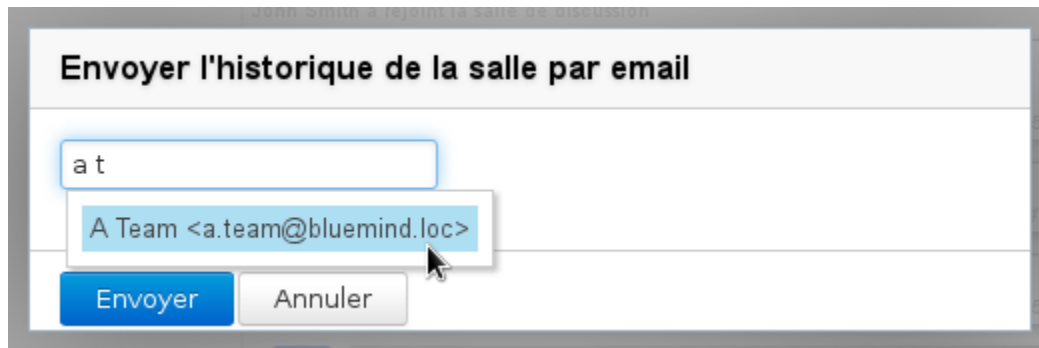 John Smith a rejoint la salle de discussion
Envoyer l'historique de la salle par email
a t
A Team <a.team@bluemind.loc>
Envoyer
Annuler